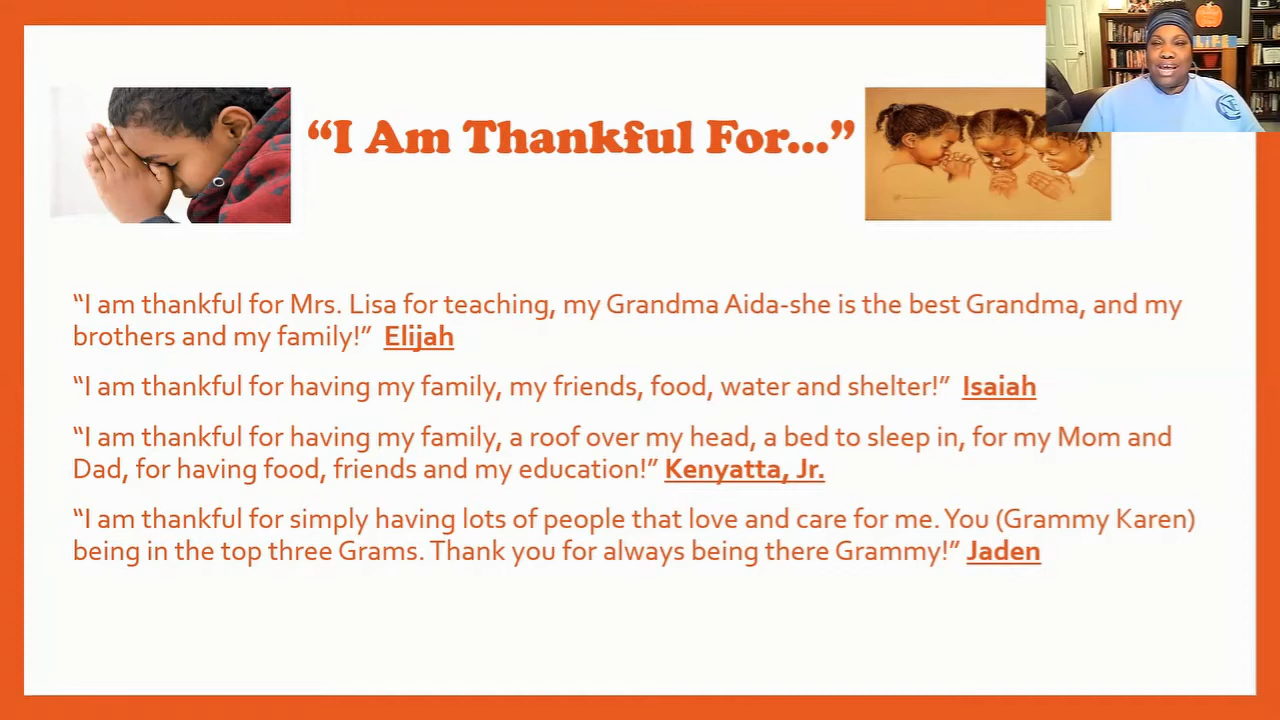 “I Am Thankful For...”
“I am thankful for Mrs. Lisa for teaching, my Grandma Aida-she is the best Grandma, and my
brothers and my family!” Elijah
“I am thankful for having my family, my friends, food, water and shelter!” Isaiah
“I am thankful for having my family, a roof over my head, a bed to sleep in, for my Mom and
Dad, for having food, friends and my education!” Kenyatta, Jr.
“I am thankful for simply having lots of people that love and care for me. You (Grammy Karen)
being in the top three Grams. Thank you for always being there Grammy!” Jaden